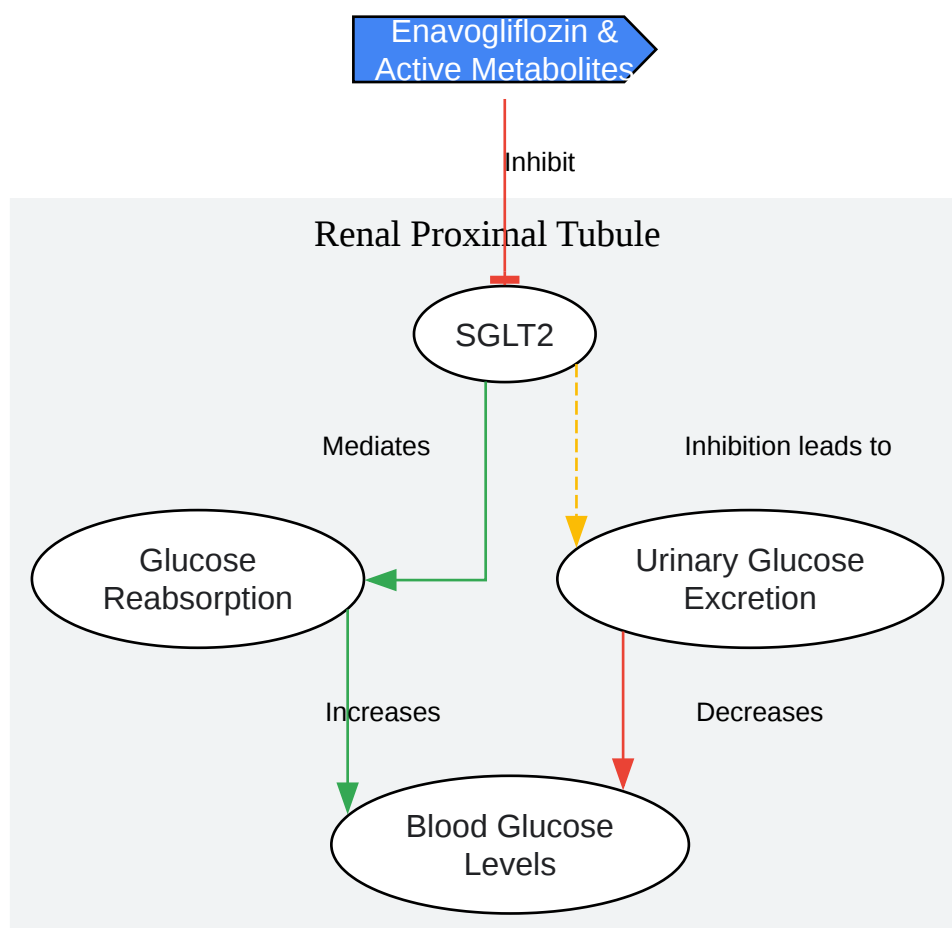 Enavogliflozin &
Active Metabolites
Inhibit
Renal Proximal Tubule
SGLT2
Mediates
Inhibition leads to
Glucose
Reabsorption
Urinary Glucose
Excretion
Increases
Decreases
Blood Glucose
Levels